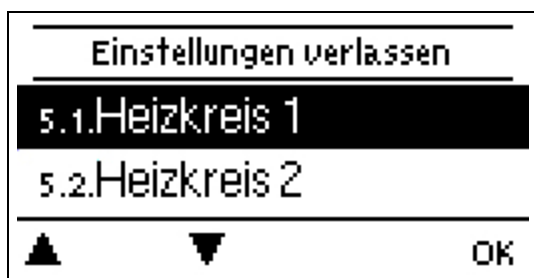 Einstellungen verlassen
5.1.Heizkreis 1
5.2.Heizkreis 2
▲ ▼ OK